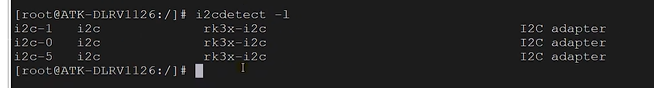 [root@ATK-DLRV1126:/]# i2cdetect -l
i2c-1 i2c rk3x-i2c I2C adapter
i2c-0 i2c rk3x-i2c I2C adapter
i2c-5 i2c rk3x-i2c I2C adapter
[root@ATK-DLRV1126:/]#